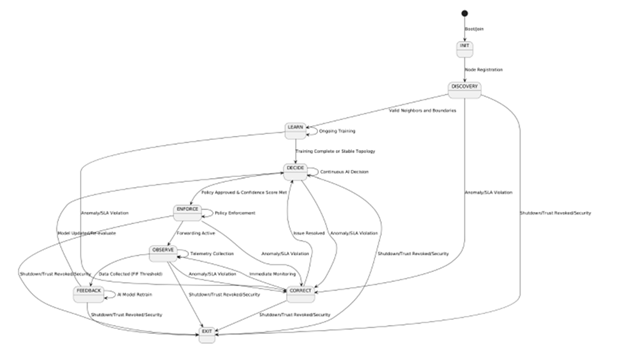 Boot/Join
INIT
Node Registration
DISCOVERY
Valid Neighbors and Boundaries
LEARN
Ongoing Training
Training Complete or Stable Topology
DECIDE
Continuous AI Decision
Policy Approved & Confidence Score Met
Anomaly/SLA Violation
ENFORCE
Policy Enforcement
Anomaly/SLA Violation
Shutdown/Trust Revoked/Security
Model Updated/Re-evaluate
Forwarding Active
Issue Resolved
Anomaly/SLA Violation
OBSERVE
Telemetry Collection
Anomaly/SLA Violation
Shutdown/Trust Revoked/Security
Shutdown/Trust Revoked/Security
Data Collected (PIP Threshold)
Anomaly/SLA Violation
Immediate Monitoring
FEEDBACK
AI Model Retrain
Shutdown/Trust Revoked/Security
CORRECT
Shutdown/Trust Revoked/Security
Shutdown/Trust Revoked/Security
EXIT